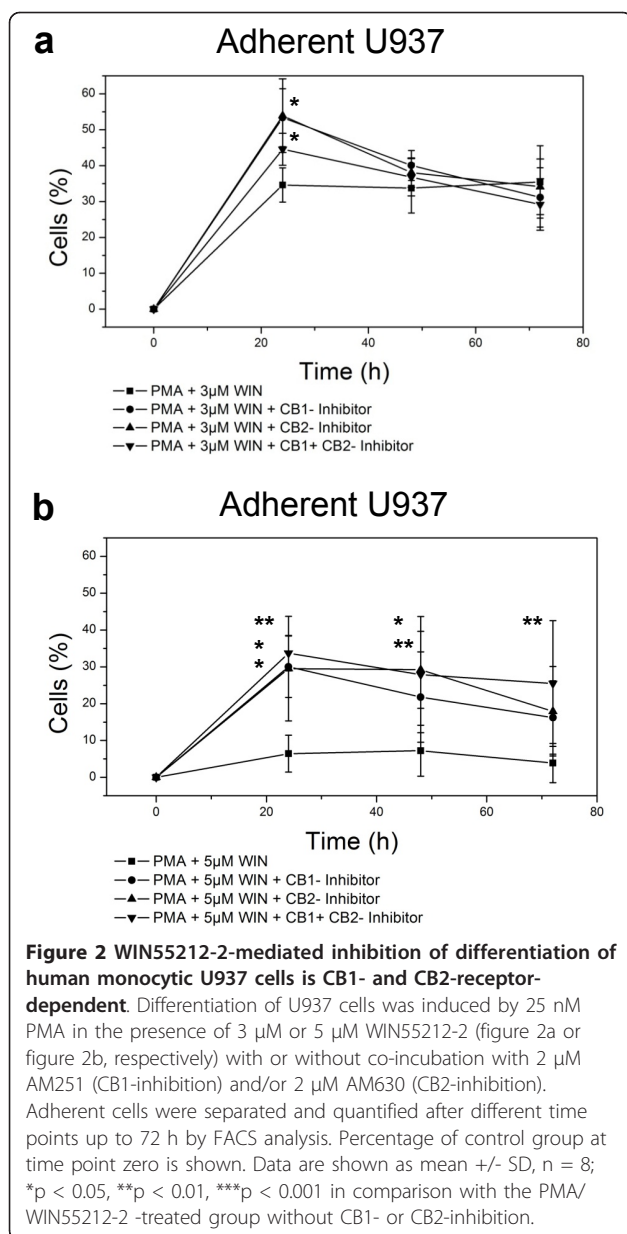 a
Adherent U937
Cells (%)
60
50
40
30
20
10
0
*
*
0 20 40 60 80
Time (h)
PMA + 3µM WIN
PMA + 3µM WIN + CB1- Inhibitor
PMA + 3µM WIN + CB2- Inhibitor
PMA + 3µM WIN + CB1+ CB2- Inhibitor
b
Adherent U937
Cells (%)
60
50
40
30
20
10
0
** * **
* **
*
0 20 40 60 80
Time (h)
PMA + 5µM WIN
PMA + 5µM WIN + CB1- Inhibitor
PMA + 5µM WIN + CB2- Inhibitor
PMA + 5µM WIN + CB1+ CB2- Inhibitor
Figure 2 WIN55212-2-mediated inhibition of differentiation of
human monocytic U937 cells is CB1- and CB2-receptor-
dependent. Differentiation of U937 cells was induced by 25 nM
PMA in the presence of 3 µM or 5 µM WIN55212-2 (figure 2a or
figure 2b, respectively) with or without co-incubation with 2 µM
AM251 (CB1-inhibition) and/or 2 µM AM630 (CB2-inhibition).
Adherent cells were separated and quantified after different time
points up to 72 h by FACS analysis. Percentage of control group at
time point zero is shown. Data are shown as mean +/- SD, n = 8;
*p < 0.05, **p < 0.01, ***p < 0.001 in comparison with the PMA/
WIN55212-2 -treated group without CB1- or CB2-inhibition.